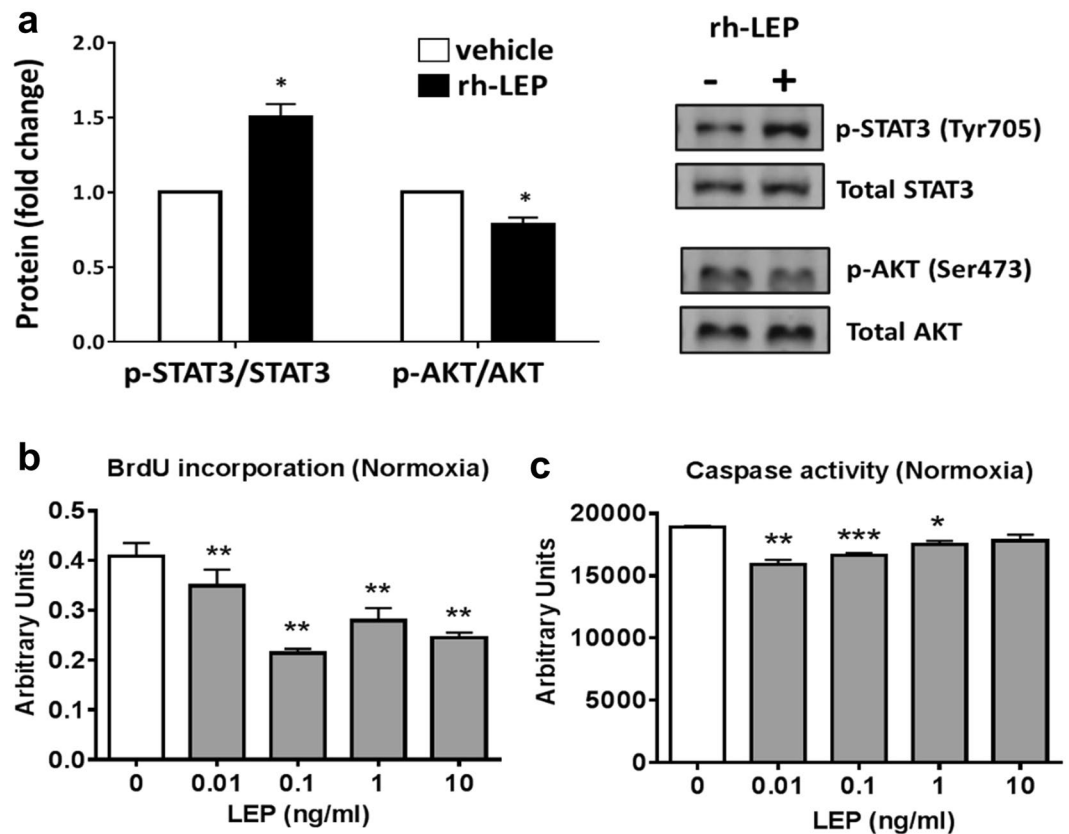 a
2.0
1.5
1.0
0.5
0.0
Protein (fold change)
vehicle
rh-LEP
*
*
p-STAT3/STAT3
p-AKT/AKT
rh-LEP
- +
p-STAT3 (Tyr705)
Total STAT3
p-AKT (Ser473)
Total AKT
b
BrdU incorporation (Normoxia)
0.5
0.4
0.3
0.2
0.1
0.0
Arbitrary Units
**
**
**
**
0 0.01 0.1 1 10
LEP (ng/ml)
c
Caspase activity (Normoxia)
20000
15000
10000
5000
0
Arbitrary Units
**
***
*
0 0.01 0.1 1 10
LEP (ng/ml)